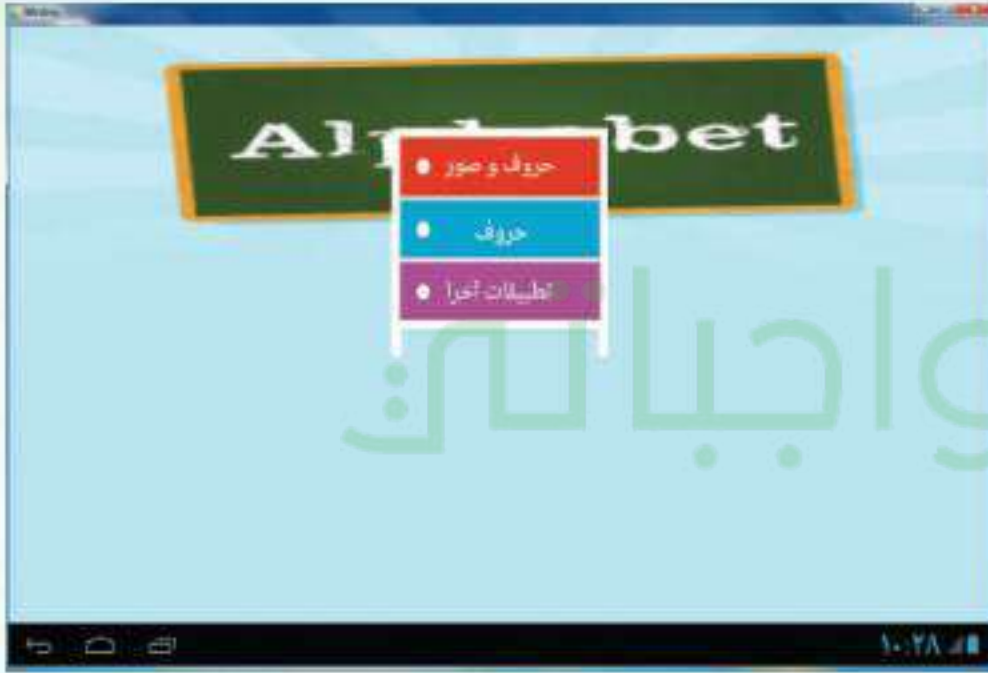 Alphabet
حروف و صور
حروف
تطبيقات أخرا
واجباتي
١٠:٢٨